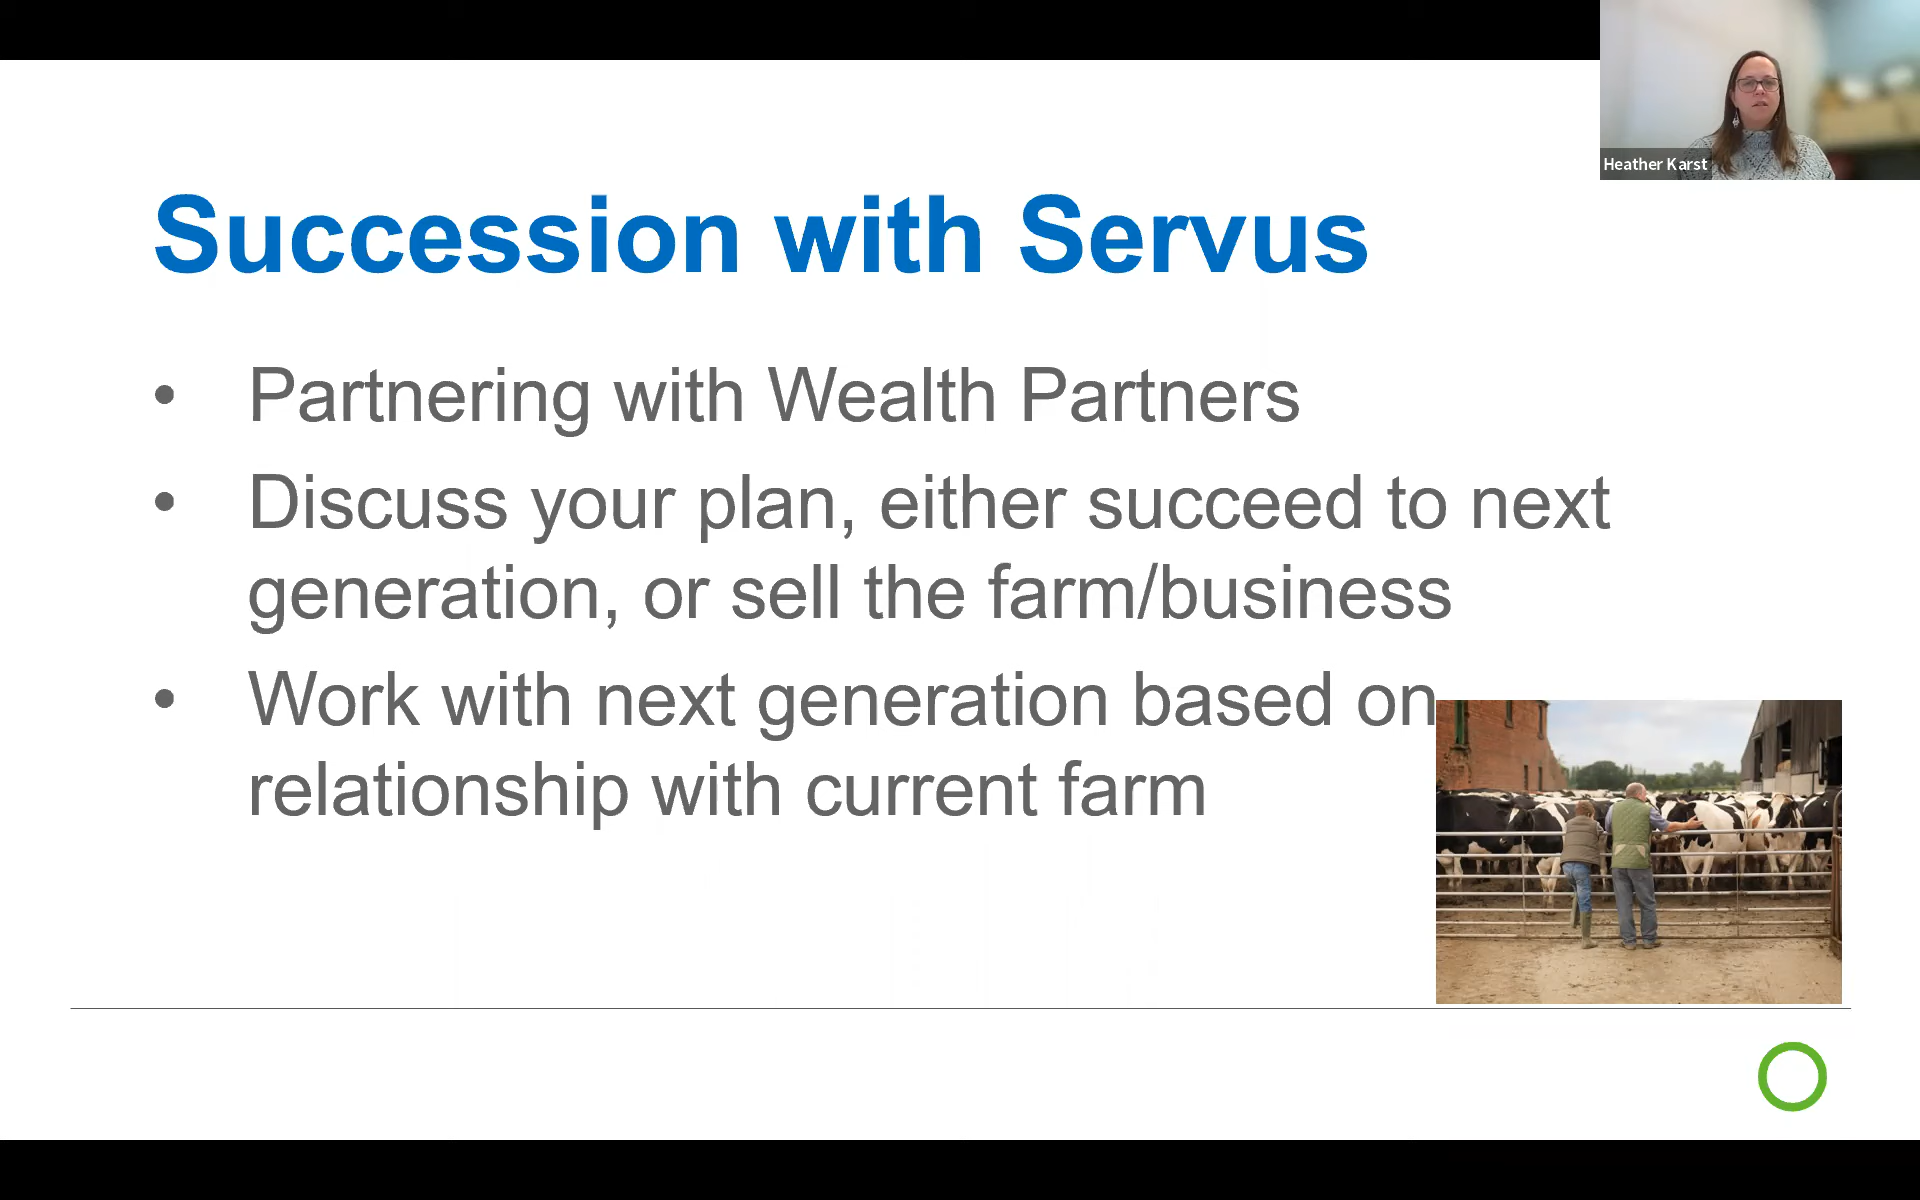 Heather Karst
Succession with Servus
• Partnering with Wealth Partners
• Discuss your plan, either succeed to next
generation, or sell the farm/business
• Work with next generation based on
relationship with current farm